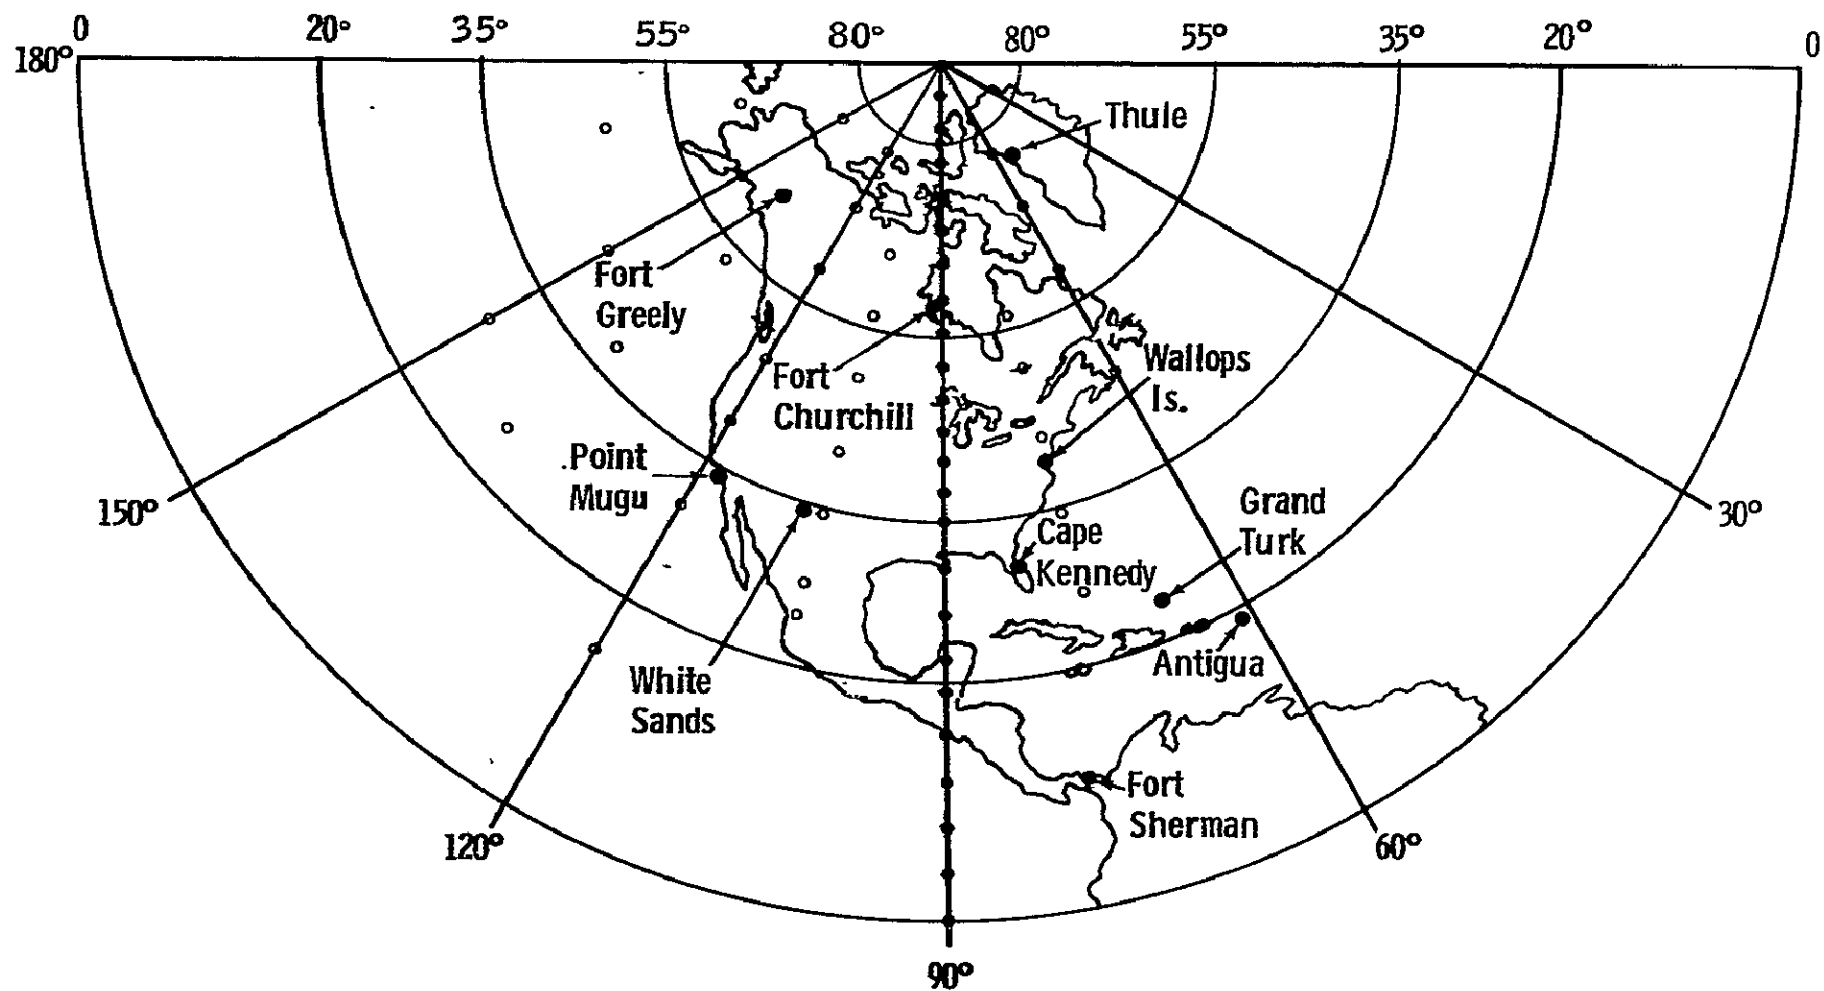 0 20° 35° 55° 80° 80° 55° 35° 20° 0
180°
Thule
Fort
Greely
Fort
Churchill
Wallops
Is.
.Point
Mugu
Grand
Turk
Cape
Kennedy
150°
30°
Antigua
White
Sands
Fort
Sherman
120°
60°
90°